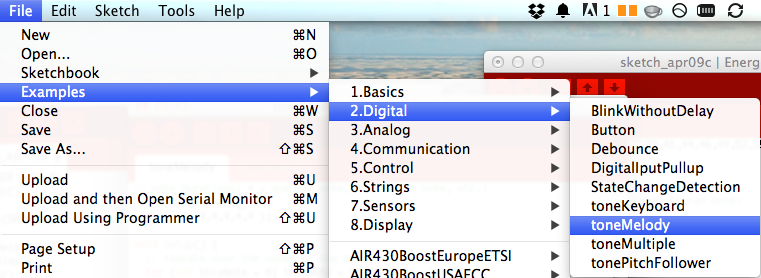 File Edit Sketch Tools Help 1
New ⌘N
Open... ⌘O
Sketchbook
Examples
Close ⌘W
Save ⌘S
Save As... ⇧⌘S
Upload ⌘U
Upload and then Open Serial Monitor ⌘M
Upload Using Programmer ⇧⌘U
Page Setup ⇧⌘P
Print ⌘P
sketch_apr09c | Energ
1.Basics
2.Digital
3.Analog
4.Communication
5.Control
6.Strings
7.Sensors
8.Display
AIR430BoostEuropeETSI
AIR430BoostUSAFCC
BlinkWithoutDelay
Button
Debounce
DigitalIputPullup
StateChangeDetection
toneKeyboard
toneMelody
toneMultiple
tonePitchFollower